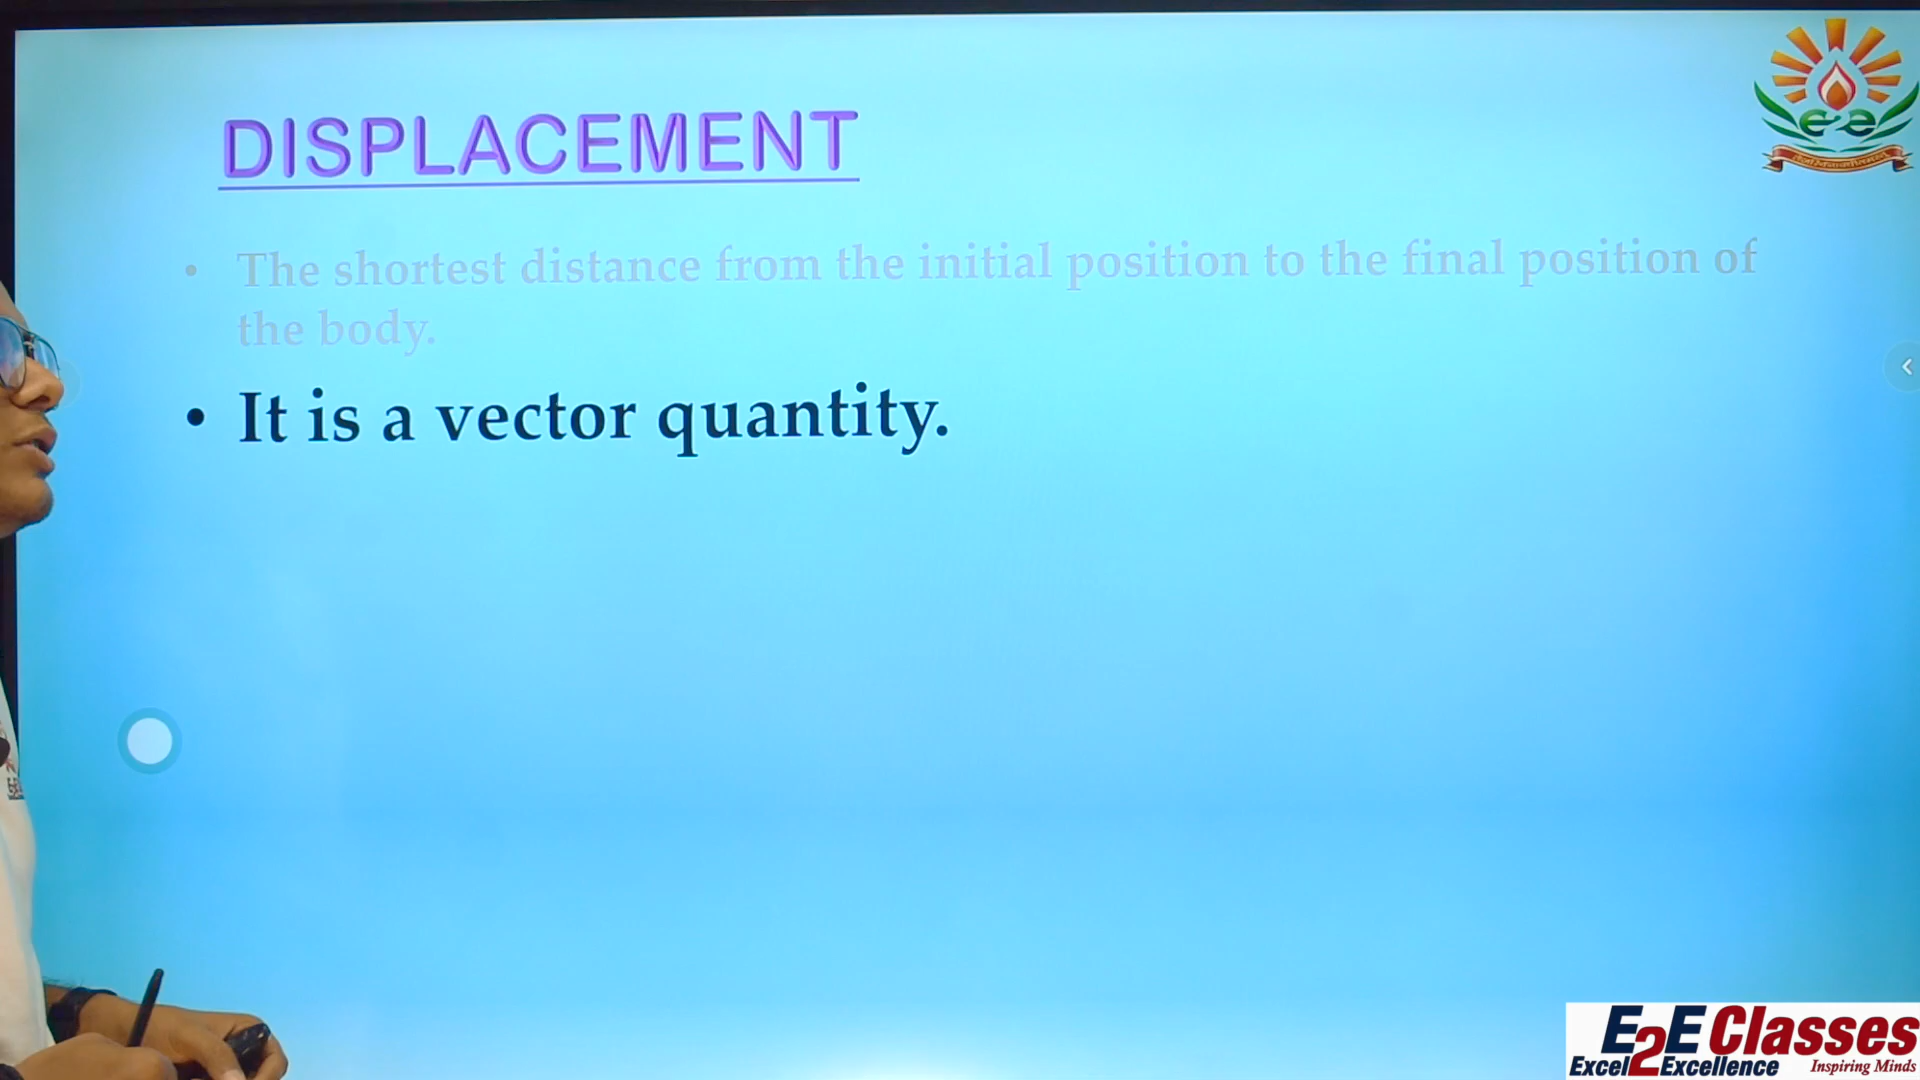 DISPLACEMENT
e2e
• The shortest distance from the initial position to the final position of
the body.
• It is a vector quantity.
E2E Classes
Excel2Excellence Inspiring Minds